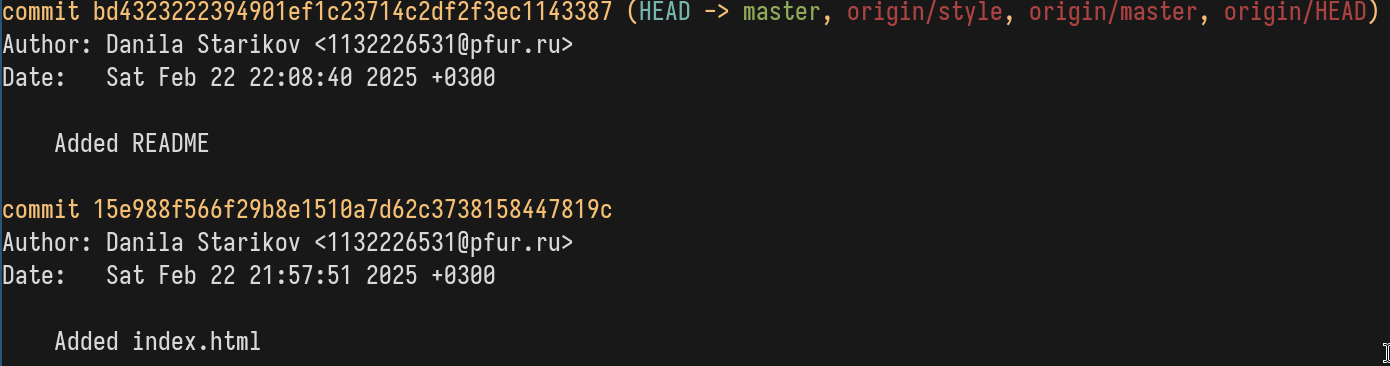 commit bd4323222394901ef1c23714c2df2f3ec1143387 (HEAD -> master, origin/style, origin/master, origin/HEAD)
Author: Danila Starikov <1132226531@pfur.ru>
Date:   Sat Feb 22 22:08:40 2025 +0300
    Added README
commit 15e988f566f29b8e1510a7d62c3738158447819c
Author: Danila Starikov <1132226531@pfur.ru>
Date:   Sat Feb 22 21:57:51 2025 +0300
    Added index.html